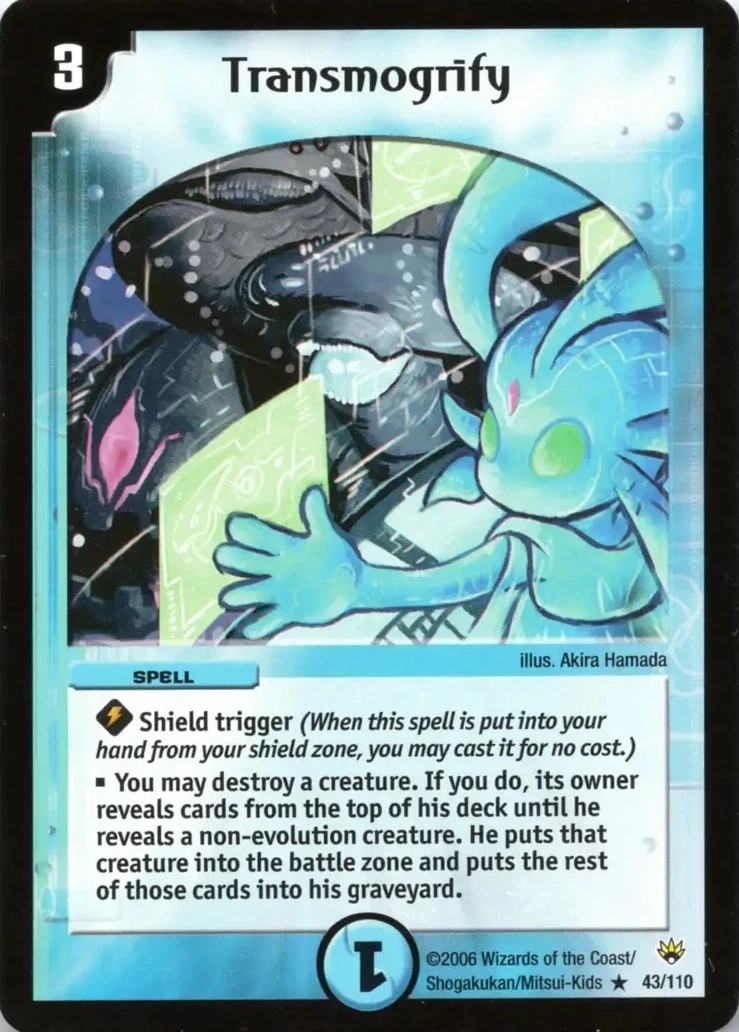 3
Transmogrify
illus. Akira Hamada
SPELL
Shield trigger (When this spell is put into your
hand from your shield zone, you may cast it for no cost.)
▪ You may destroy a creature. If you do, its owner
reveals cards from the top of his deck until he
reveals a non-evolution creature. He puts that
creature into the battle zone and puts the rest
of those cards into his graveyard.
1
©2006 Wizards of the Coast/
Shogakukan/Mitsui-Kids ★ 43/110